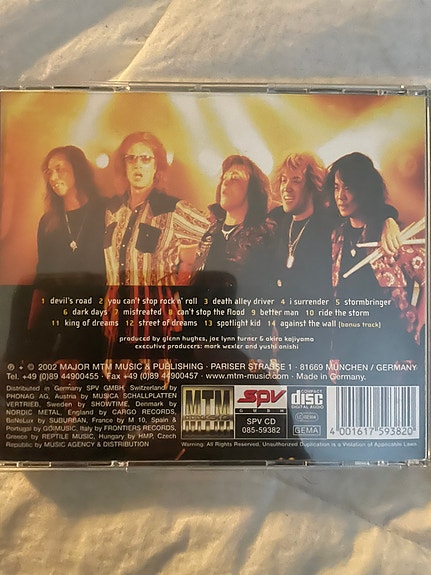 1 devil's road 2 you can't stop rock n' roll 3 death alley driver 4 i surrender 5 stormbringer
6 dark days 7 mistreated 8 can't stop the flood 9 better man 10 ride the storm
11 king of dreams 12 street of dreams 13 spotlight kid 14 against the wall [bonus track]
produced by glenn hughes, joe lynn turner & akira kajiyama
executive producers: mark wexler and yushi onishi
℗ + © 2002 MAJOR MTM MUSIC & PUBLISHING · PARISER STRASSE 1 · 81669 MÜNCHEN / GERMANY
Tel. +49 (0)89 44900455 · Fax +49 (0)89 44900457 · www.mtm-music.com · Made in Germany.
Distributed in Germany SPV GMBH, Switzerland by
PHONAG AG, Austria by MUSICA SCHALLPLATTEN
VERTRIEB, Sweden by SHOWTIME, Denmark by
NORDIC METAL, England by CARGO RECORDS,
BeNeLux by SUBURBAN, France by M 10, Spain &
Portugal by GOIMUSIC, Italy by FRONTIERS RECORDS,
Greece by REPTILE MUSIC, Hungary by HMP, Czech
Republic by MUSIC AGENCY & DISTRIBUTION
MTM
SPV
SPV CD
085-59382
COMPACT
disc
DIGITAL AUDIO
GEMA
4 001617 593820
Warning: All Rights Reserved. Unauthorized Duplication is a Violation of Applicable Laws.